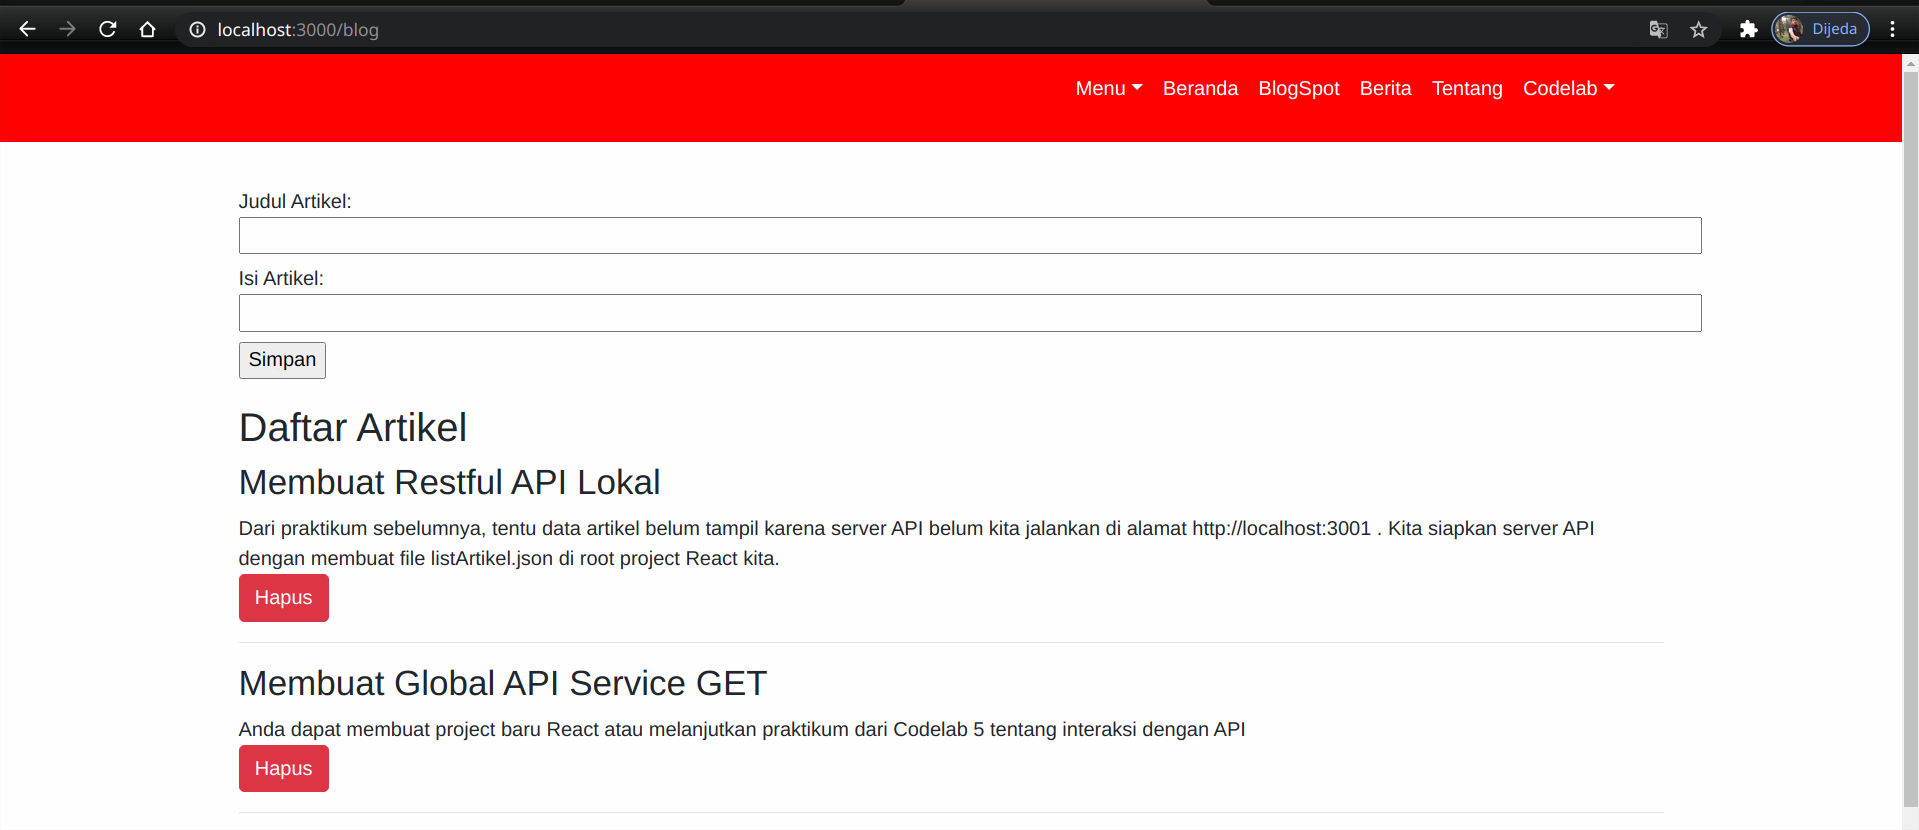 localhost:3000/blog
Dijeda
Menu Beranda BlogSpot Berita Tentang Codelab
Judul Artikel:
Isi Artikel:
Simpan
Daftar Artikel
Membuat Restful API Lokal
Dari praktikum sebelumnya, tentu data artikel belum tampil karena server API belum kita jalankan di alamat http://localhost:3001 . Kita siapkan server API
dengan membuat file listArtikel.json di root project React kita.
Hapus
Membuat Global API Service GET
Anda dapat membuat project baru React atau melanjutkan praktikum dari Codelab 5 tentang interaksi dengan API
Hapus